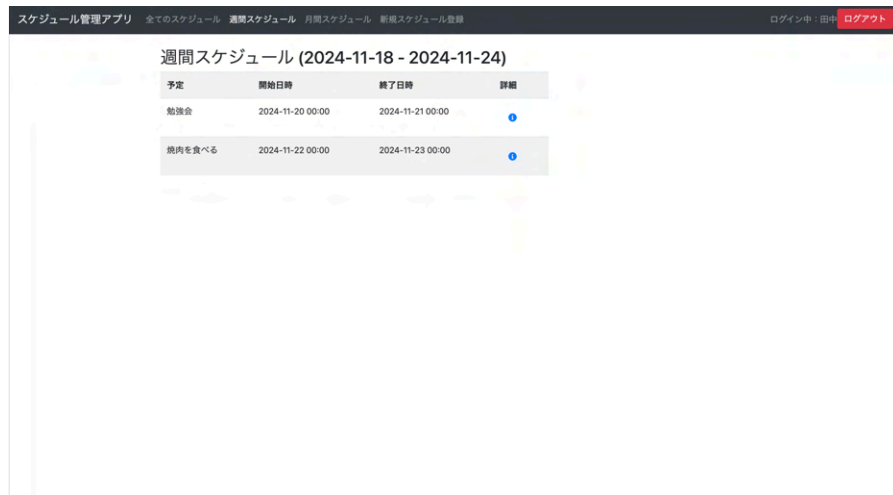 スケジュール管理アプリ 全てのスケジュール 週間スケジュール 月間スケジュール 新規スケジュール登録 ログイン中：田中 ログアウト
週間スケジュール (2024-11-18 - 2024-11-24)
予定 開始日時 終了日時 詳細
勉強会 2024-11-20 00:00 2024-11-21 00:00
焼肉を食べる 2024-11-22 00:00 2024-11-23 00:00